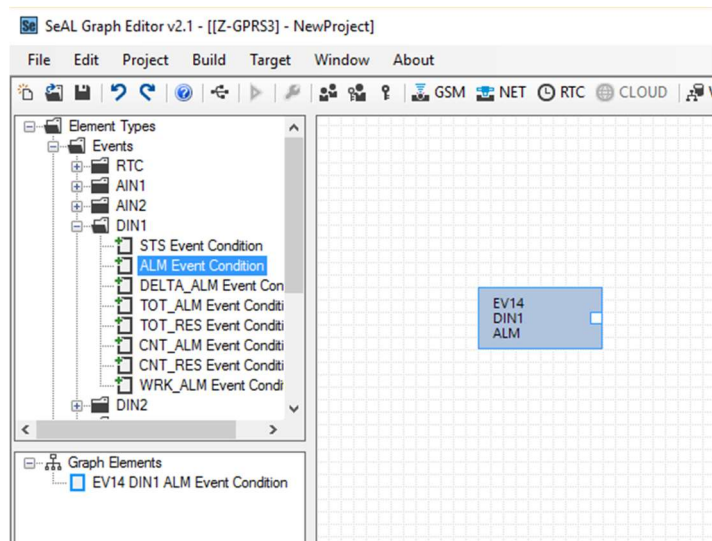 Se SeAL Graph Editor v2.1 - [[Z-GPRS3] - NewProject]
File Edit Project Build Target Window About
GSM NET RTC CLOUD
Element Types
Events
RTC
AIN1
AIN2
DIN1
STS Event Condition
ALM Event Condition
DELTA_ALM Event Con
TOT_ALM Event Conditi
TOT_RES Event Conditi
CNT_ALM Event Conditi
CNT_RES Event Conditi
WRK_ALM Event Condi
DIN2
Graph Elements
EV14 DIN1 ALM Event Condition
EV14
DIN1
ALM